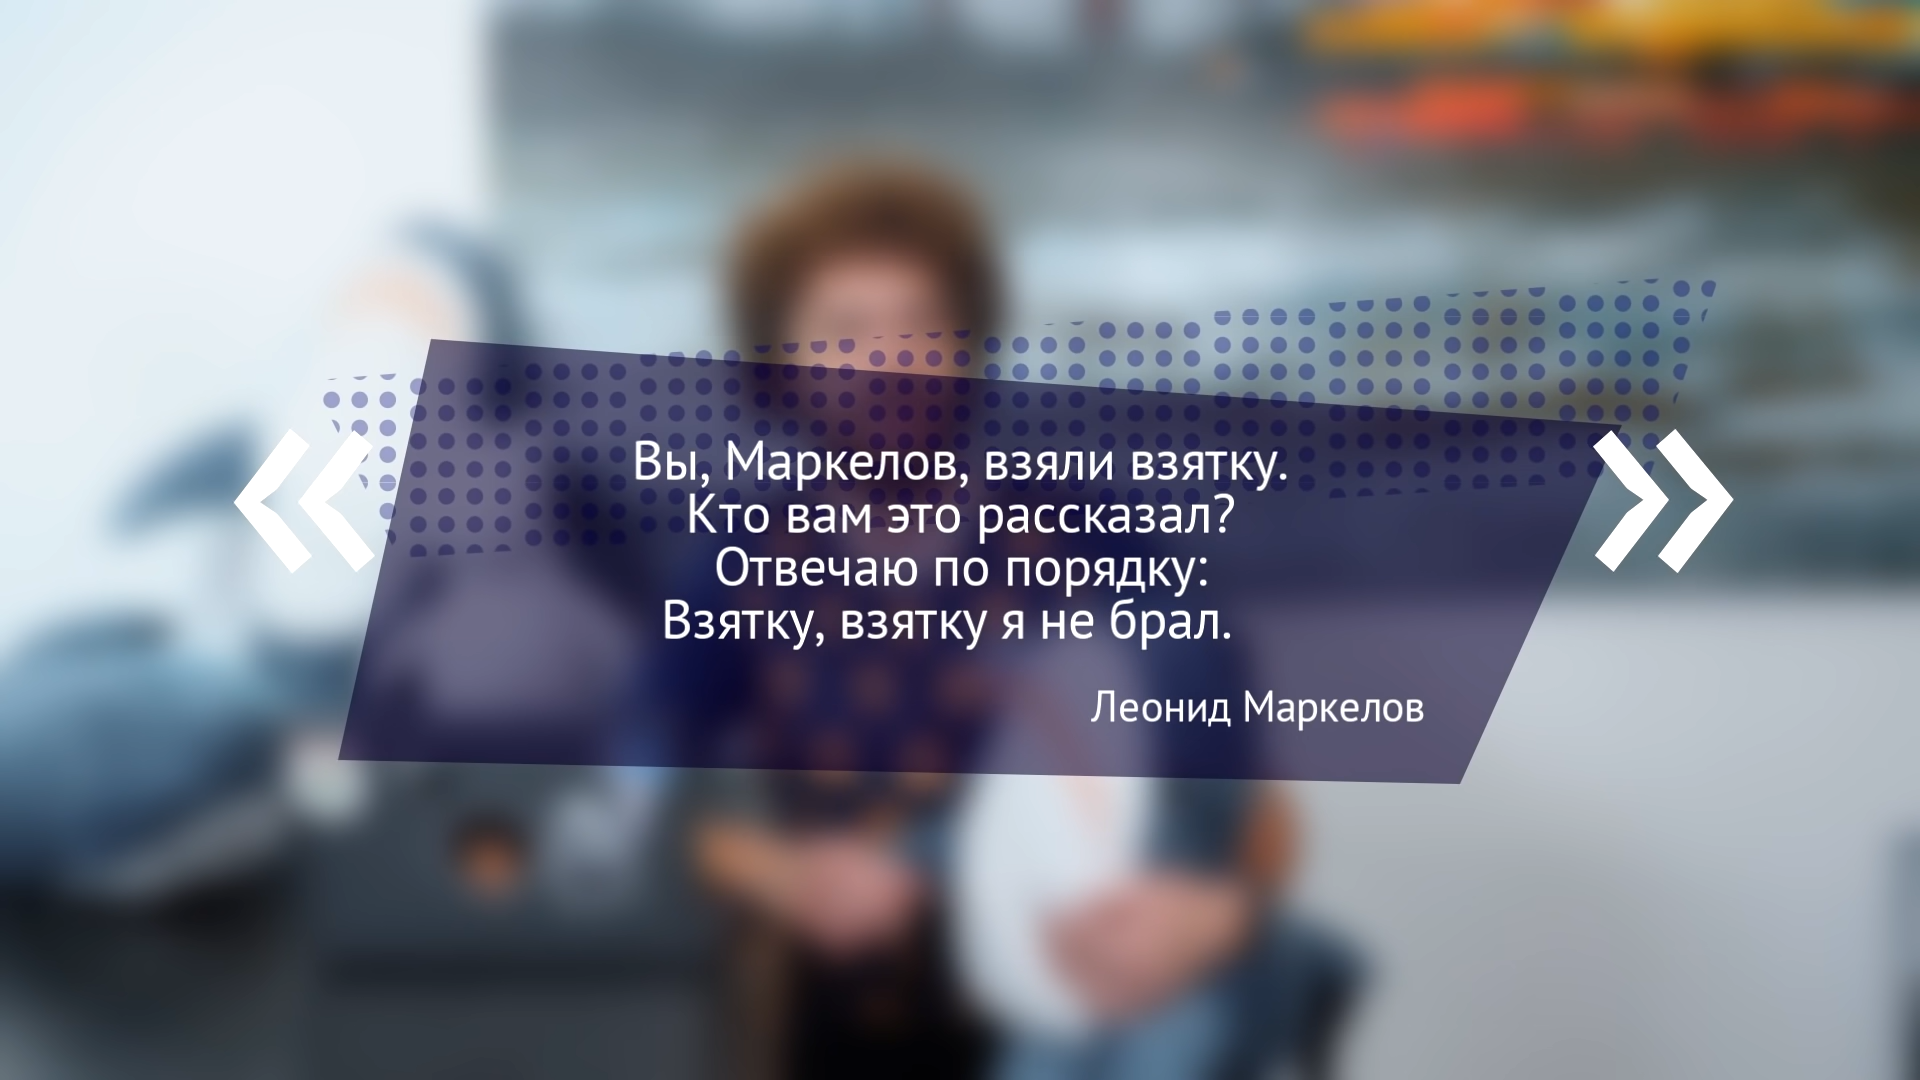 Вы, Маркелов, взяли взятку.
Кто вам это рассказал?
Отвечаю по порядку:
Взятку, взятку я не брал.
Леонид Маркелов